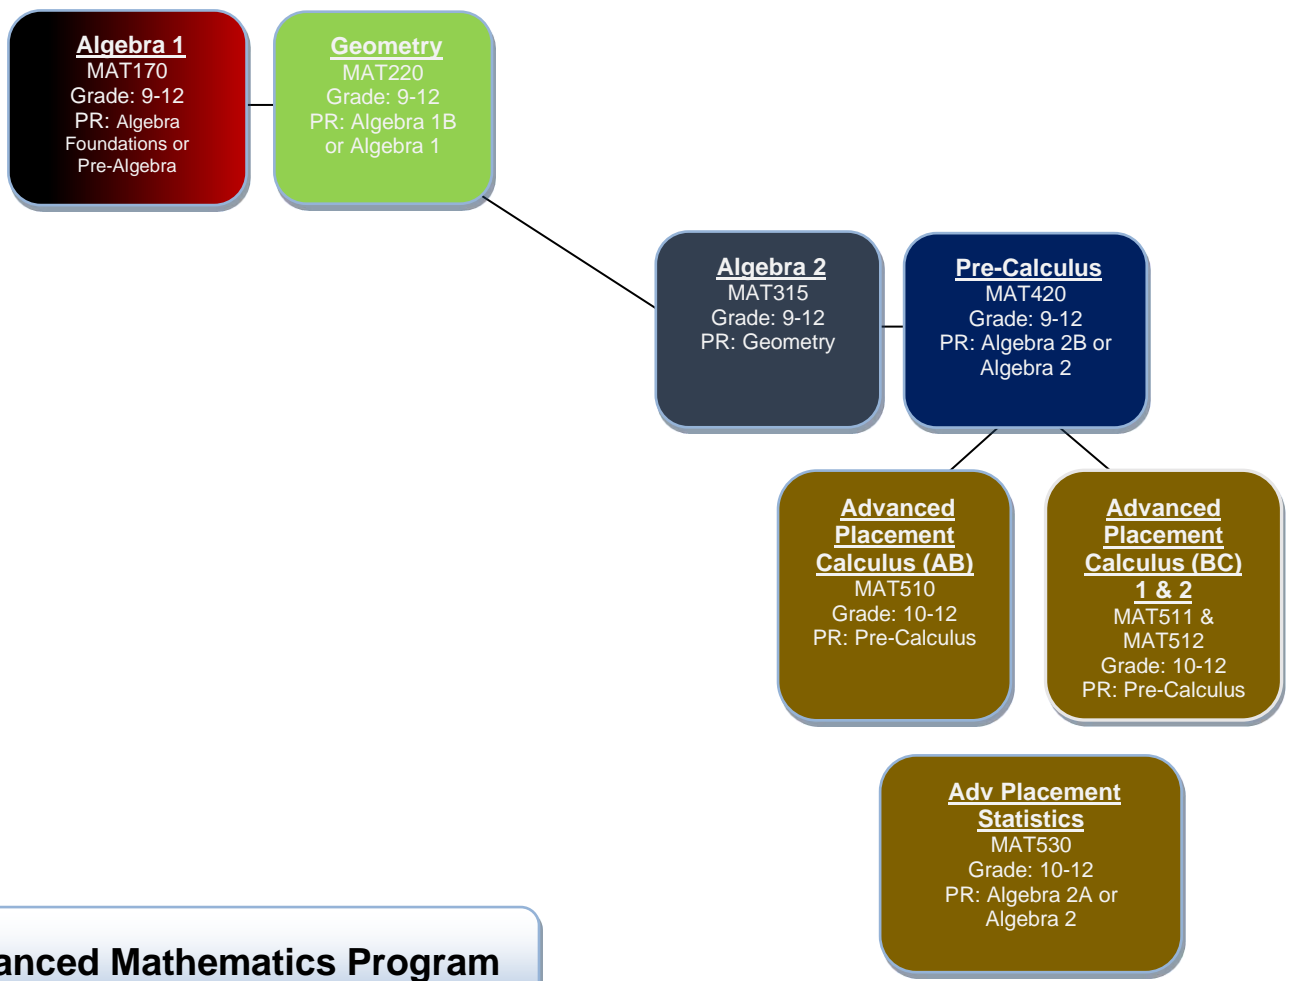 Algebra 1
MAT170
Grade: 9-12
PR: Algebra
Foundations or
Pre-Algebra
Geometry
MAT220
Grade: 9-12
PR: Algebra 1B
or Algebra 1
Algebra 2
MAT315
Grade: 9-12
PR: Geometry
Pre-Calculus
MAT420
Grade: 9-12
PR: Algebra 2B or
Algebra 2
Advanced
Placement
Calculus (AB)
MAT510
Grade: 10-12
PR: Pre-Calculus
Advanced
Placement
Calculus (BC)
1 & 2
MAT511 &
MAT512
Grade: 10-12
PR: Pre-Calculus
Adv Placement
Statistics
MAT530
Grade: 10-12
PR: Algebra 2A or
Algebra 2
anced Mathematics Program